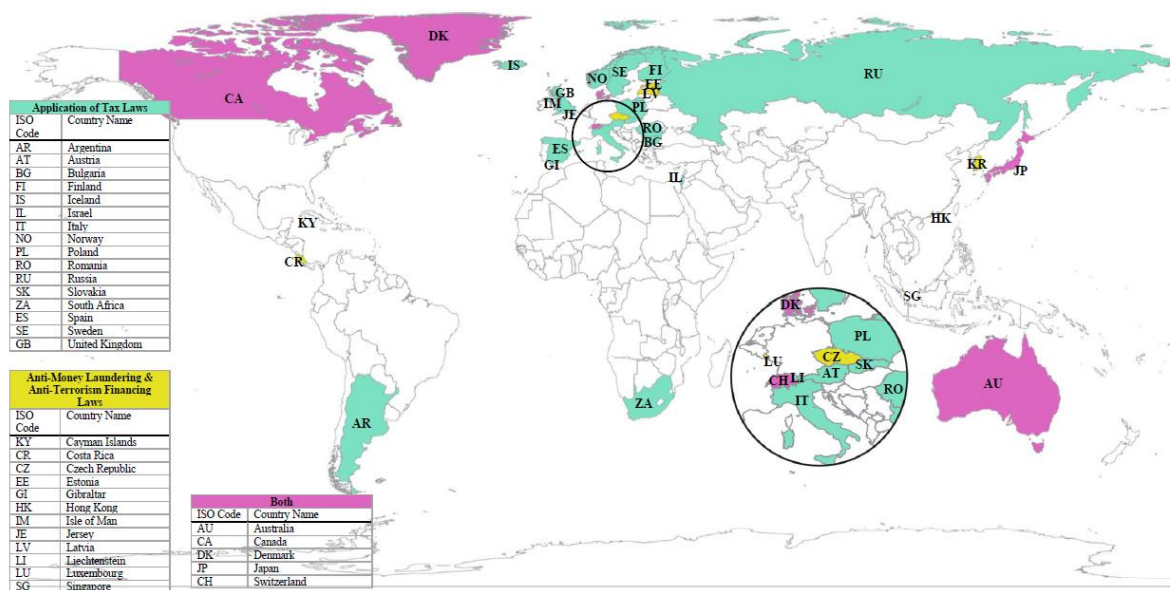 DK
IS
CA
NO
SE
FI
EE
LV
GB
IM
JE
PL
RO
BG
ES
GI
RU
KR
JP
IL
HK
KY
CR
SG
AR
ZA
AU
DK
PL
LU
CZ
SK
CH
LI
AT
RO
IT
Application of Tax Laws
ISO Code Country Name
AR Argentina
AT Austria
BG Bulgaria
FI Finland
IS Iceland
IL Israel
IT Italy
NO Norway
PL Poland
RO Romania
RU Russia
SK Slovakia
ZA South Africa
ES Spain
SE Sweden
GB United Kingdom
Anti-Money Laundering &
Anti-Terrorism Financing
Laws
ISO Code Country Name
KY Cayman Islands
CR Costa Rica
CZ Czech Republic
EE Estonia
GI Gibraltar
HK Hong Kong
IM Isle of Man
JE Jersey
LV Latvia
LI Liechtenstein
LU Luxembourg
SG Singapore
Both
ISO Code Country Name
AU Australia
CA Canada
DK Denmark
JP Japan
CH Switzerland